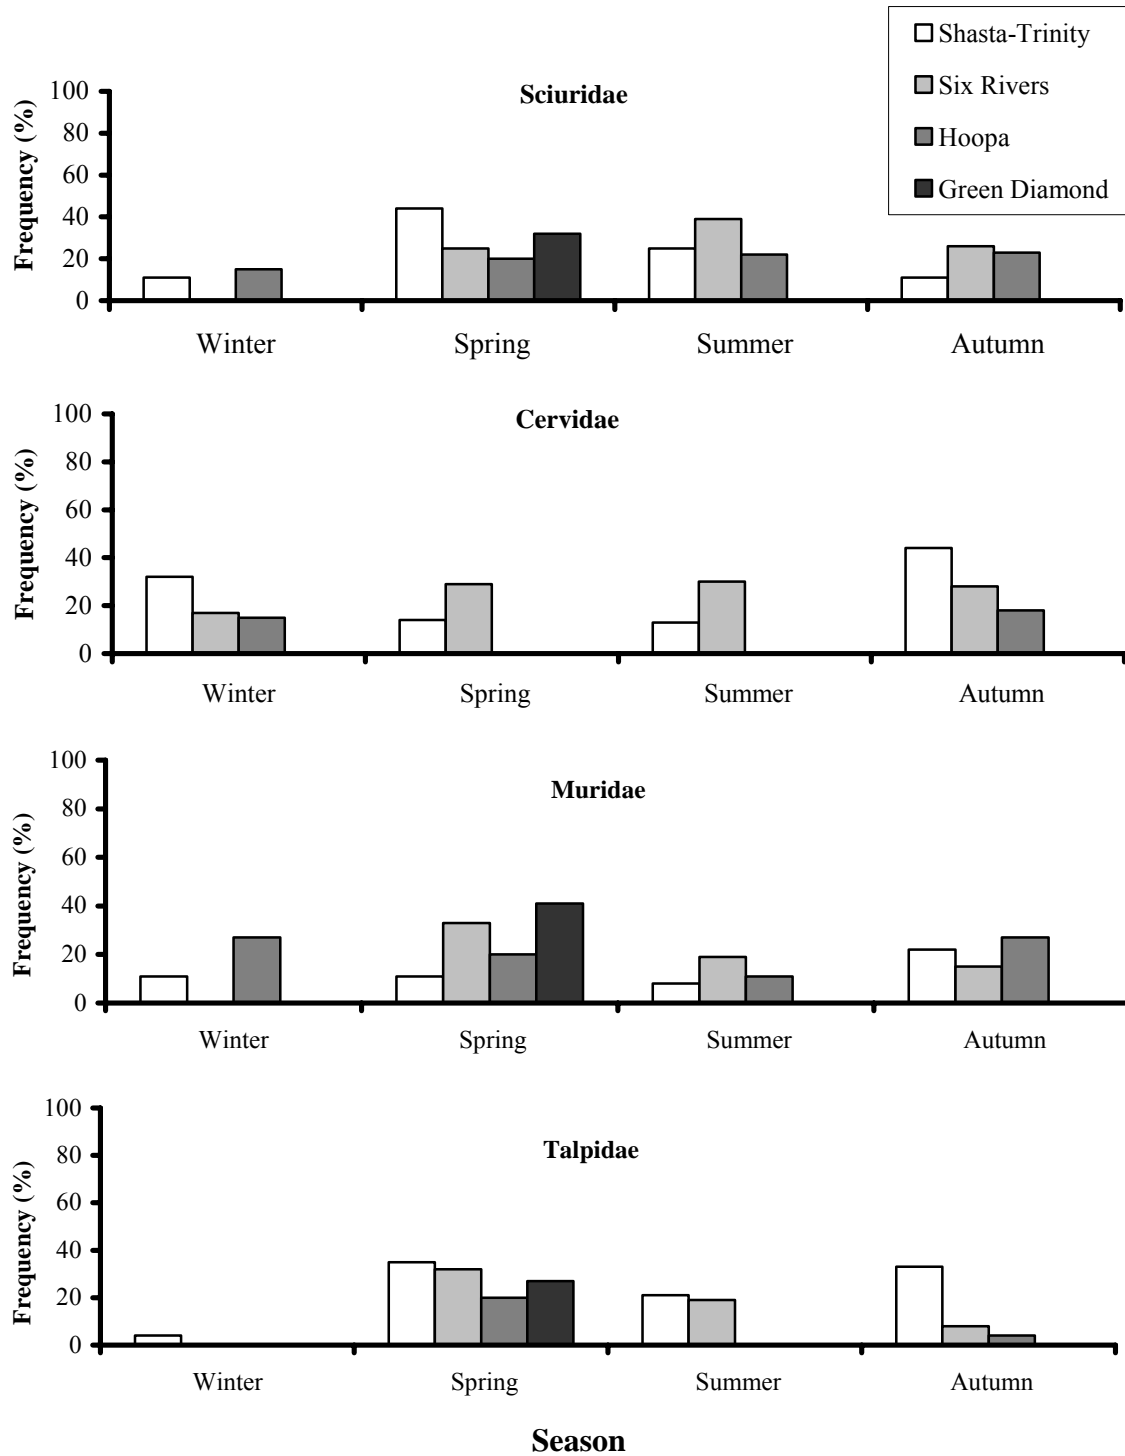 Shasta-Trinity
Six Rivers
Hoopa
Green Diamond
Sciuridae
Frequency (%)
100
80
60
40
20
0
Winter Spring Summer Autumn
Cervidae
Frequency (%)
100
80
60
40
20
0
Winter Spring Summer Autumn
Muridae
Frequency (%)
100
80
60
40
20
0
Winter Spring Summer Autumn
Talpidae
Frequency (%)
100
80
60
40
20
0
Winter Spring Summer Autumn
Season